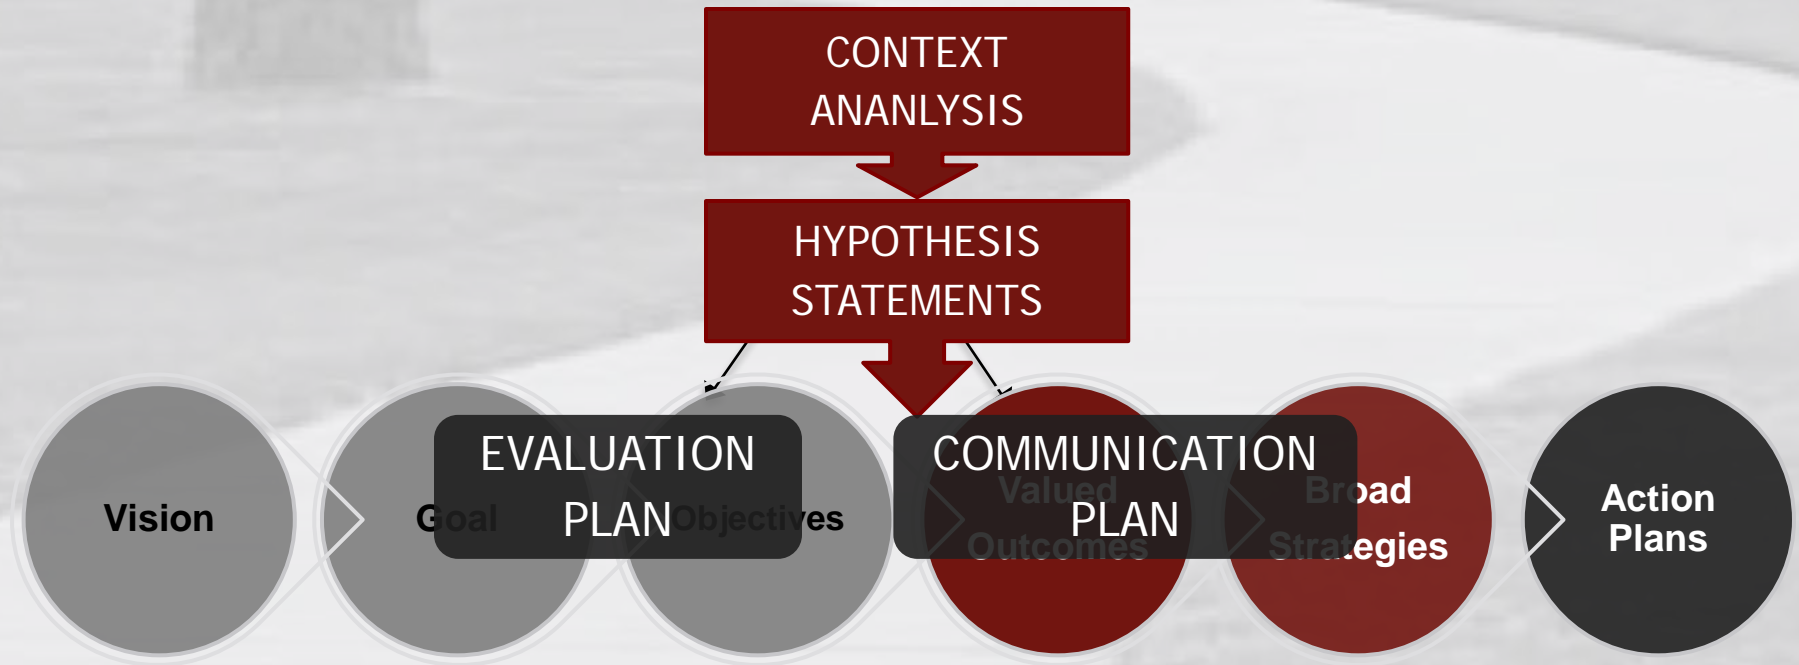 CONTEXT
ANANLYSIS
HYPOTHESIS
STATEMENTS
EVALUATION
PLAN
COMMUNICATION
PLAN
Vision
Goal
Objectives
Valued
Outcomes
Broad
Strategies
Action
Plans